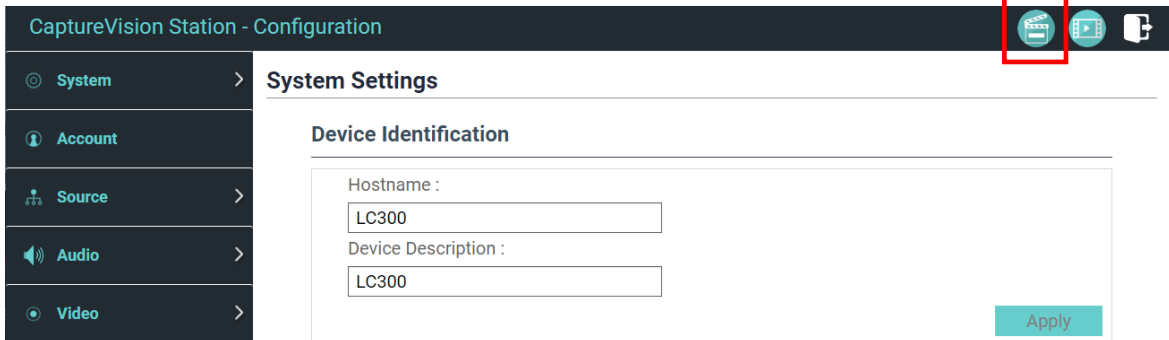 CaptureVision Station - Configuration
System
Account
Source
Audio
Video
System Settings
Device Identification
Hostname :
LC300
Device Description :
LC300
Apply